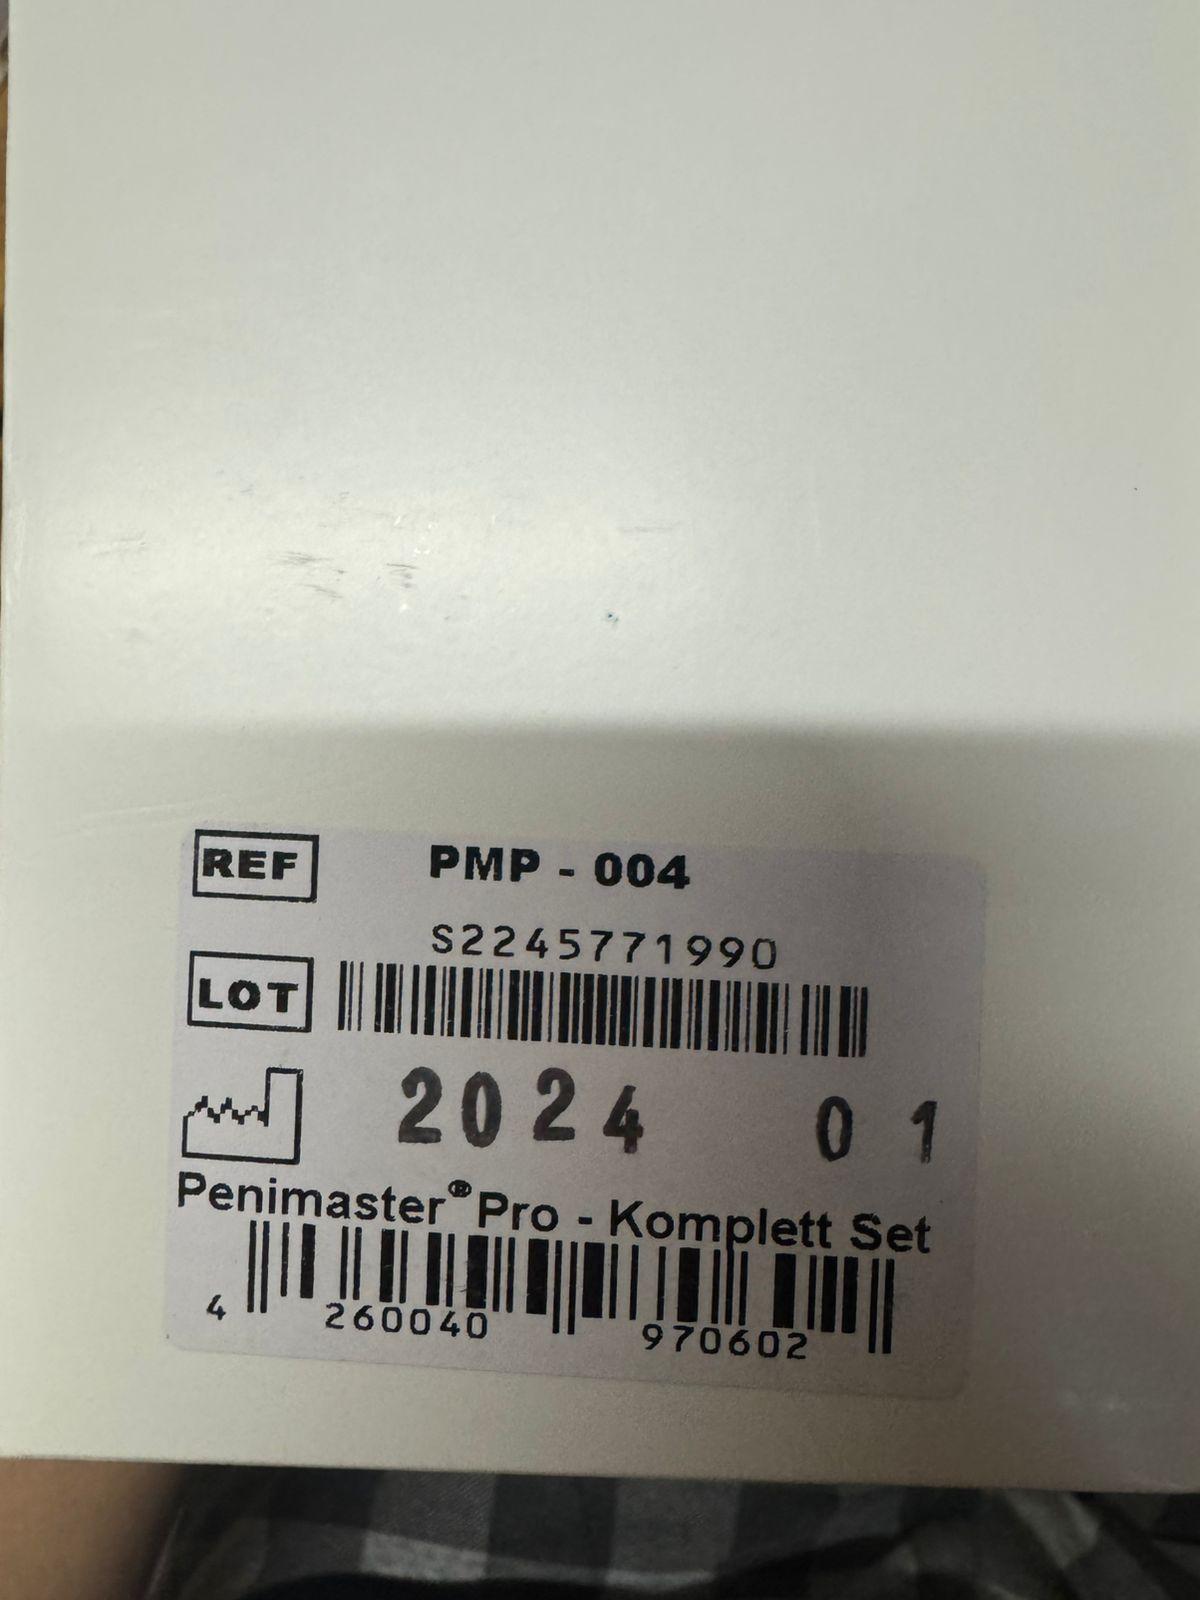 REF PMP - 004
S2245771990
LOT
2024 01
Penimaster® Pro - Komplett Set
4 260040 970602